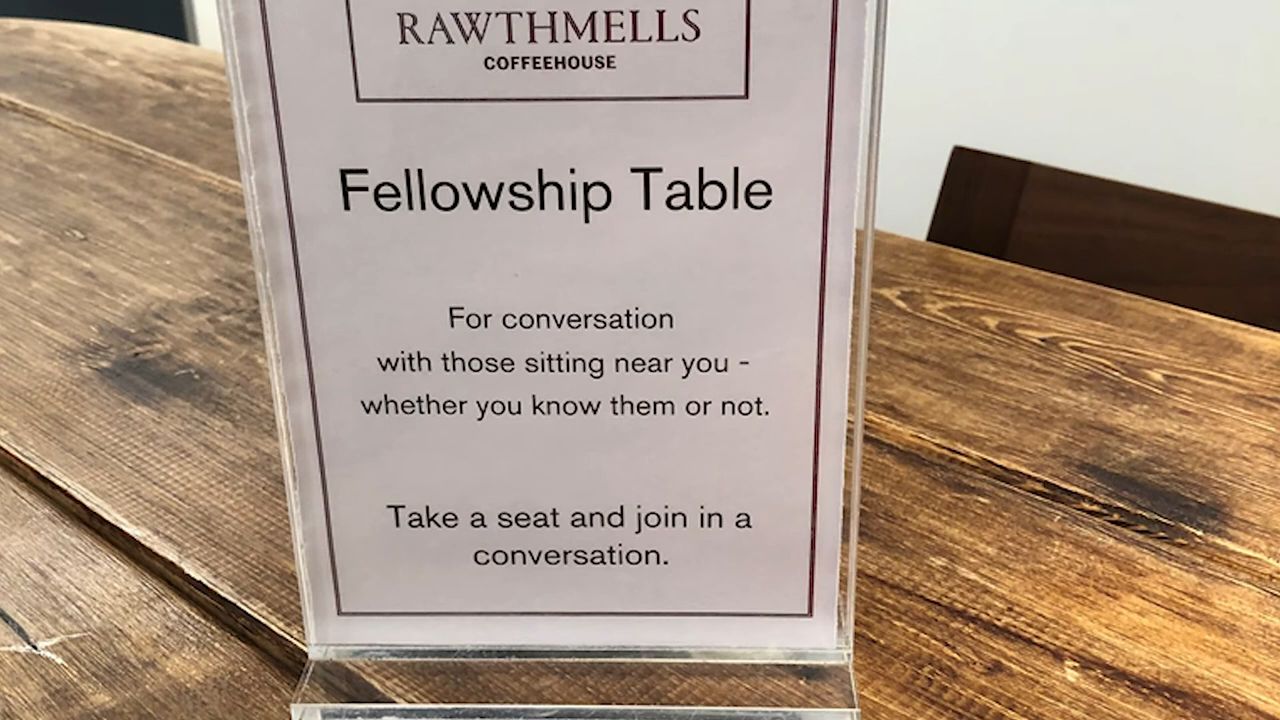 RAWTHMELLS
COFFEEHOUSE
Fellowship Table
For conversation
with those sitting near you -
whether you know them or not.
Take a seat and join in a
conversation.